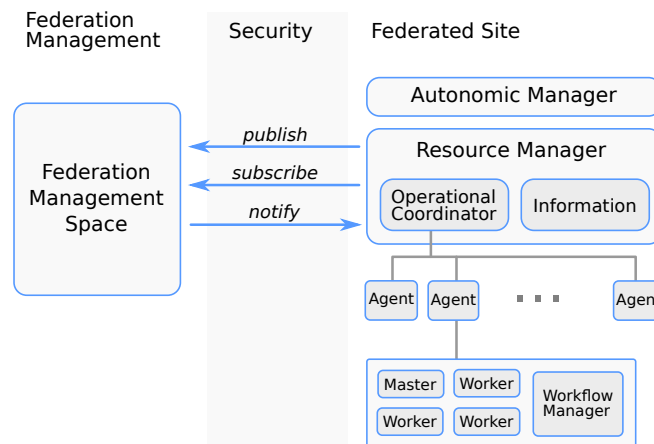 Federation
Management
Security
Federated Site
Autonomic Manager
publish
subscribe
notify
Federation
Management
Space
Resource Manager
Operational
Coordinator
Information
Agent
Agent
Agent
Master
Worker
Worker
Worker
Workflow
Manager